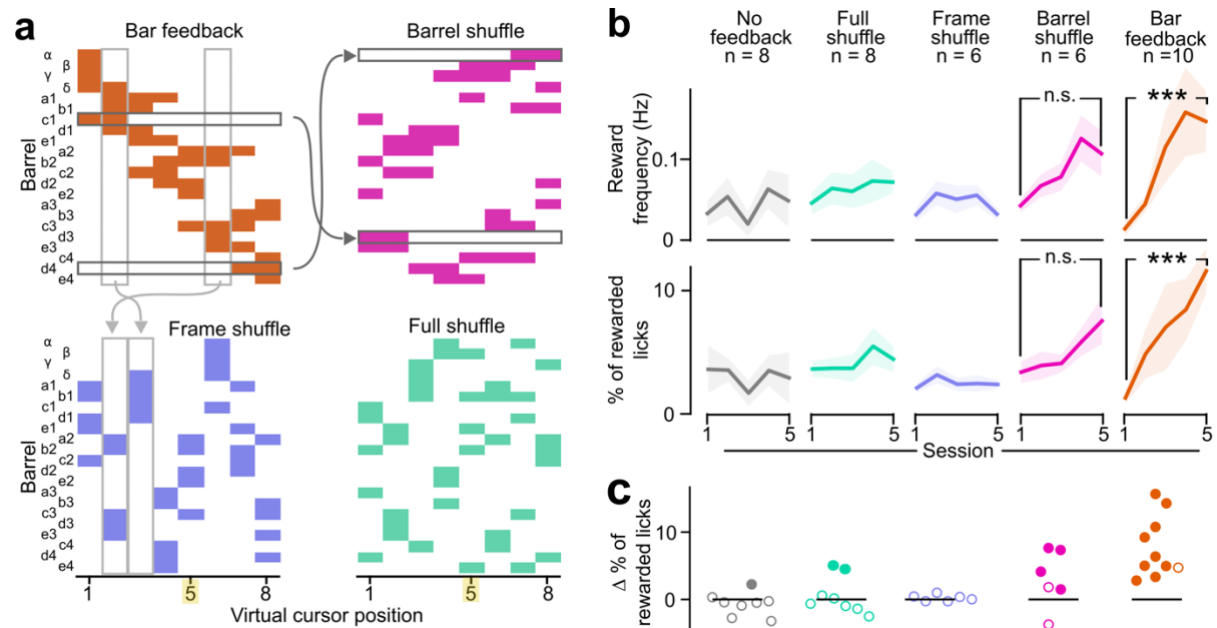 a
Bar feedback
Barrel shuffle
Barrel
α
β
γ
δ
a1
b1
c1
d1
e1
a2
b2
c2
d2
e2
a3
b3
c3
d3
e3
c4
d4
e4
Frame shuffle
Full shuffle
Barrel
α
β
γ
δ
a1
b1
c1
d1
e1
a2
b2
c2
d2
e2
a3
b3
c3
d3
e3
c4
d4
e4
1 5 8
1 5 8
Virtual cursor position
b
No
feedback
n = 8
Full
shuffle
n = 8
Frame
shuffle
n = 6
Barrel
shuffle
n = 6
Bar
feedback
n =10
Reward
frequency (Hz)
0.1
0
n.s.
***
% of rewarded
licks
10
0
n.s.
***
1 5
1 5
1 5
1 5
1 5
Session
c
Δ % of
rewarded licks
10
0